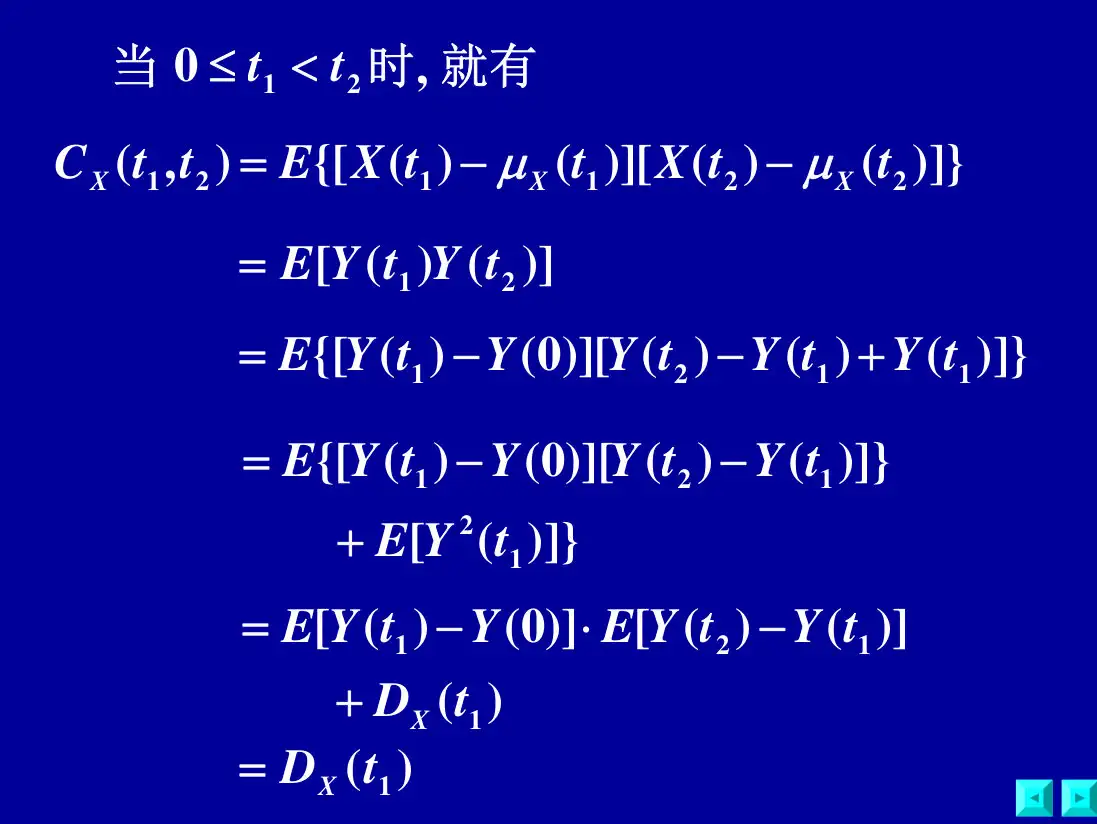 当 0 ≤ t₁ < t₂ 时, 就有
C_X(t₁,t₂) = E{[X(t₁) − μ_X(t₁)][X(t₂) − μ_X(t₂)]}
= E[Y(t₁)Y(t₂)]
= E{[Y(t₁) − Y(0)][Y(t₂) − Y(t₁) + Y(t₁)]}
= E{[Y(t₁) − Y(0)][Y(t₂) − Y(t₁)]}
+ E[Y²(t₁)]}
= E[Y(t₁) − Y(0)]· E[Y(t₂) − Y(t₁)]
+ D_X(t₁)
= D_X(t₁)